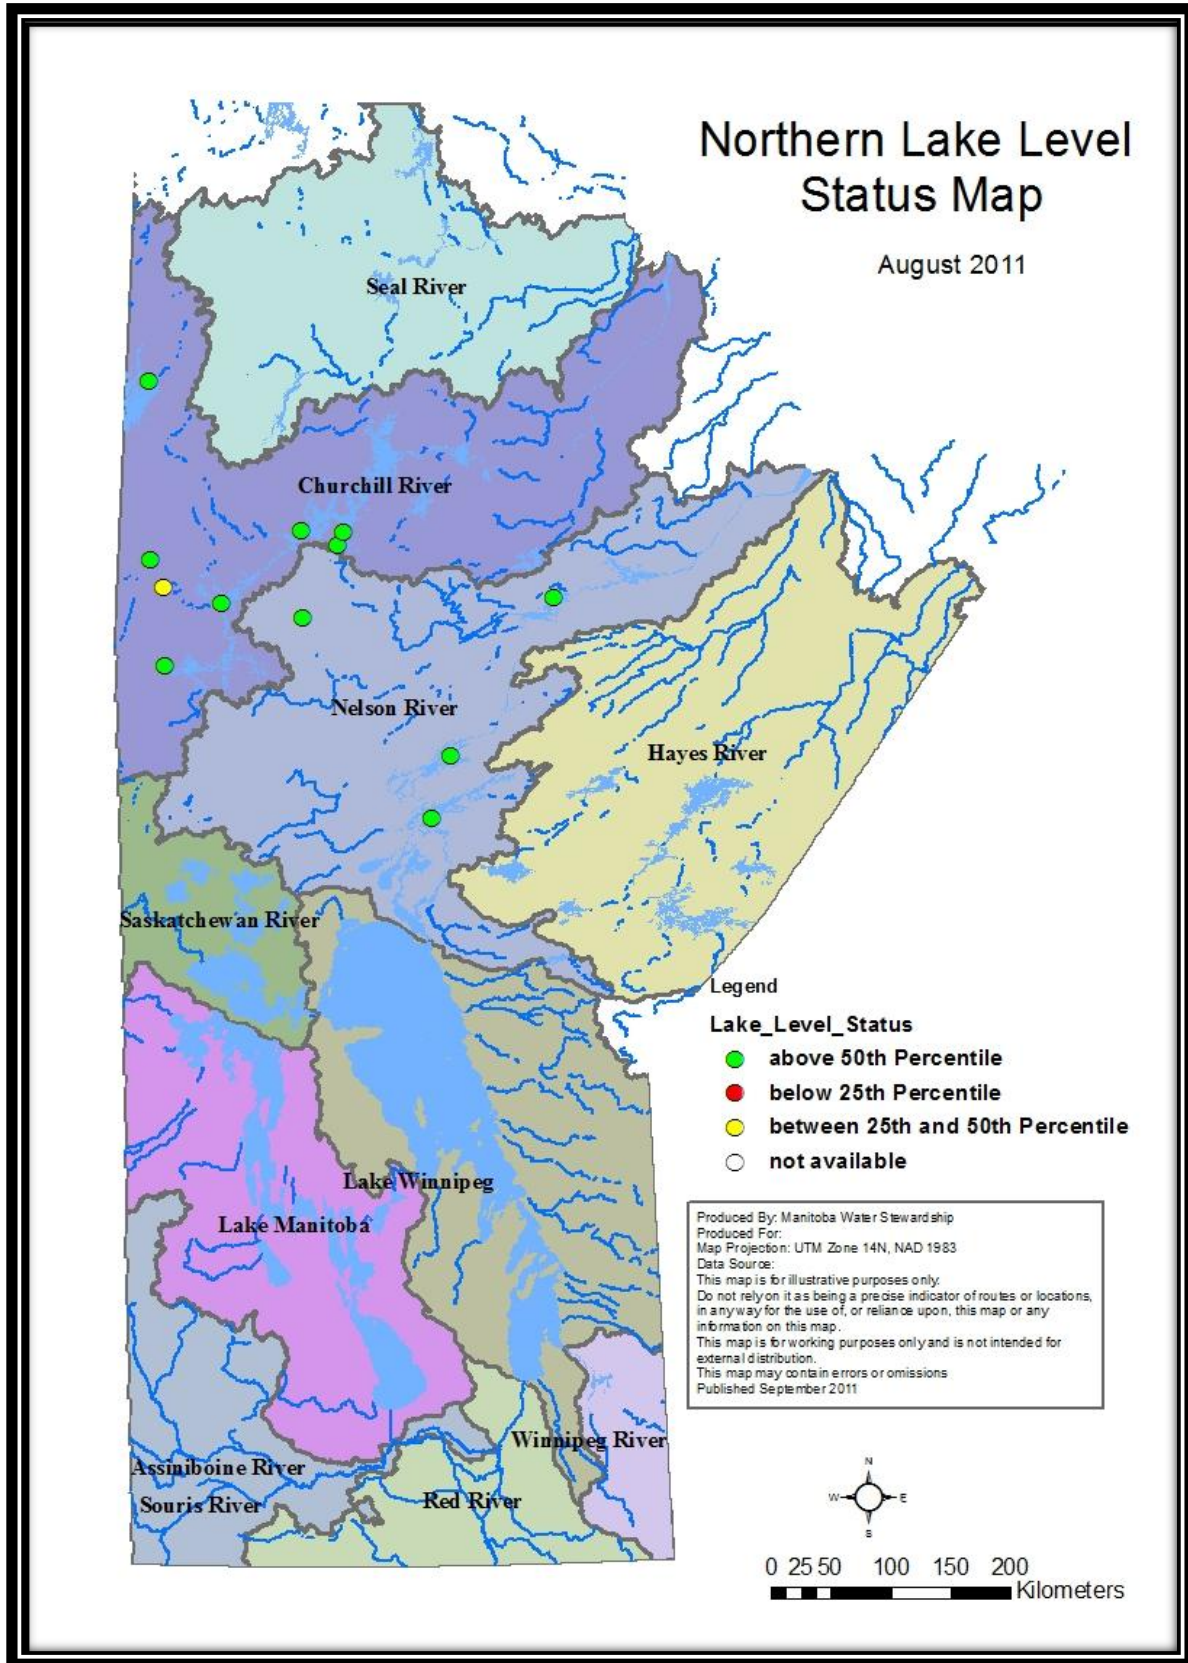 Northern Lake Level
Status Map
August 2011
Seal River
Churchill River
Nelson River
Hayes River
Saskatchewan River
Legend
Lake_Level_Status
above 50th Percentile
below 25th Percentile
between 25th and 50th Percentile
not available
Lake Winnipeg
Lake Manitoba
Produced By: Manitoba Water Stewardship
Produced For:
Map Projection: UTM Zone 14N, NAD 1983
Data Source:
This map is for illustrative purposes only.
Do not rely on it as being a precise indicator of routes or locations,
in any way for the use of, or reliance upon, this map or any
information on this map.
This map is for working purposes only and is not intended for
external distribution.
This map may contain errors or omissions
Published September 2011
Winnipeg River
Assiniboine River
Souris River
Red River
N
W E
S
0 25 50 100 150 200
Kilometers